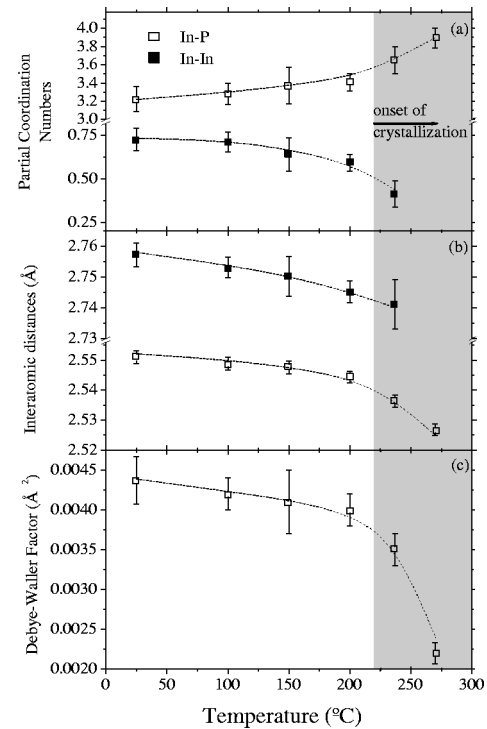 4.0
(a)
In-P
3.8
In-In
3.6
3.4
3.2
3.0
onset of
crystallization
0.75
0.50
0.25
Partial Coordination
Numbers
2.76
(b)
2.75
2.74
2.73
2.55
2.54
2.53
2.52
Interatomic distances (Å)
0.0045
(c)
0.0040
0.0035
0.0030
0.0025
0.0020
Debye-Waller Factor (Å ²)
0 50 100 150 200 250 300
Temperature (ºC)